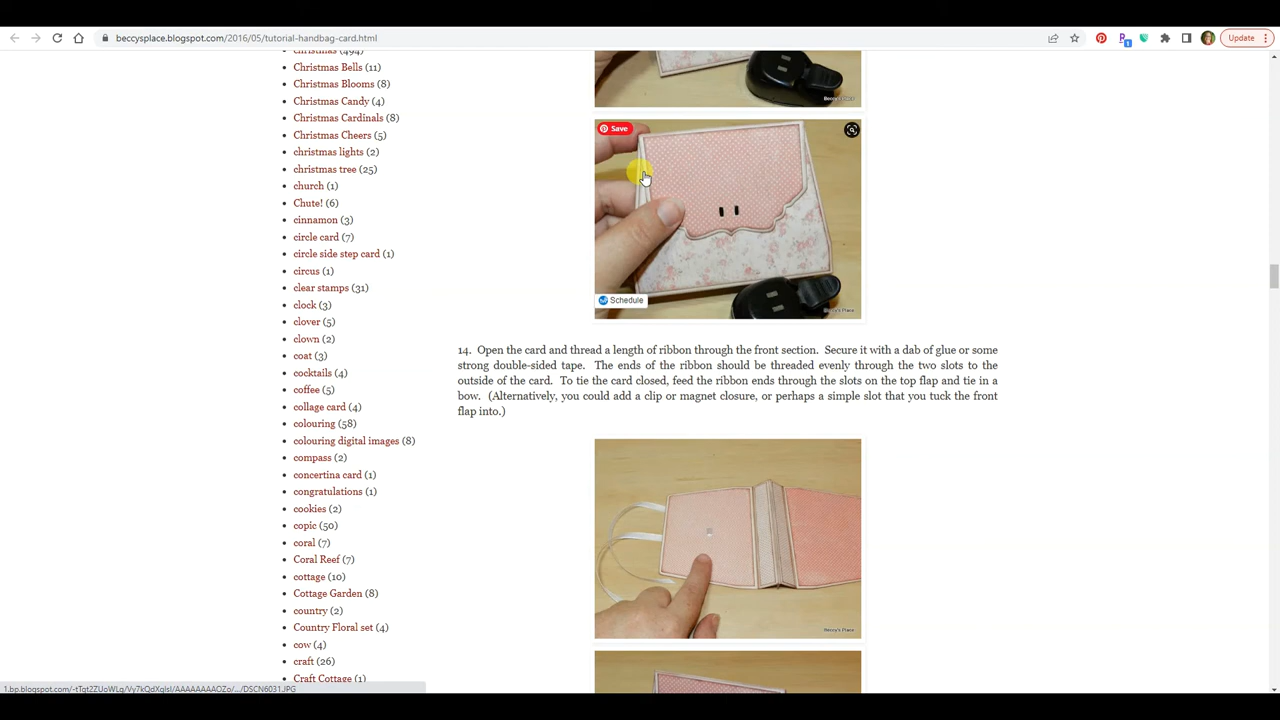 beccysplace.blogspot.com/2016/05/tutorial-handbag-card.html
Update
christmas (494)
Christmas Bells (11)
Christmas Blooms (8)
Christmas Candy (4)
Christmas Cardinals (8)
Christmas Cheers (5)
christmas lights (2)
christmas tree (25)
church (1)
Chute! (6)
cinnamon (3)
circle card (7)
circle side step card (1)
circus (1)
clear stamps (31)
clock (3)
clover (5)
clown (2)
coat (3)
cocktails (4)
coffee (5)
collage card (4)
colouring (58)
colouring digital images (8)
compass (2)
concertina card (1)
congratulations (1)
cookies (2)
copic (50)
coral (7)
Coral Reef (7)
cottage (10)
Cottage Garden (8)
country (2)
Country Floral set (4)
cow (4)
craft (26)
Craft Cottage (1)
Beccy's Place
Save
Schedule
Beccy's Place
14. Open the card and thread a length of ribbon through the front section. Secure it with a dab of glue or some
strong double-sided tape. The ends of the ribbon should be threaded evenly through the two slots to the
outside of the card. To tie the card closed, feed the ribbon ends through the slots on the top flap and tie in a
bow. (Alternatively, you could add a clip or magnet closure, or perhaps a simple slot that you tuck the front
flap into.)
Beccy's Place